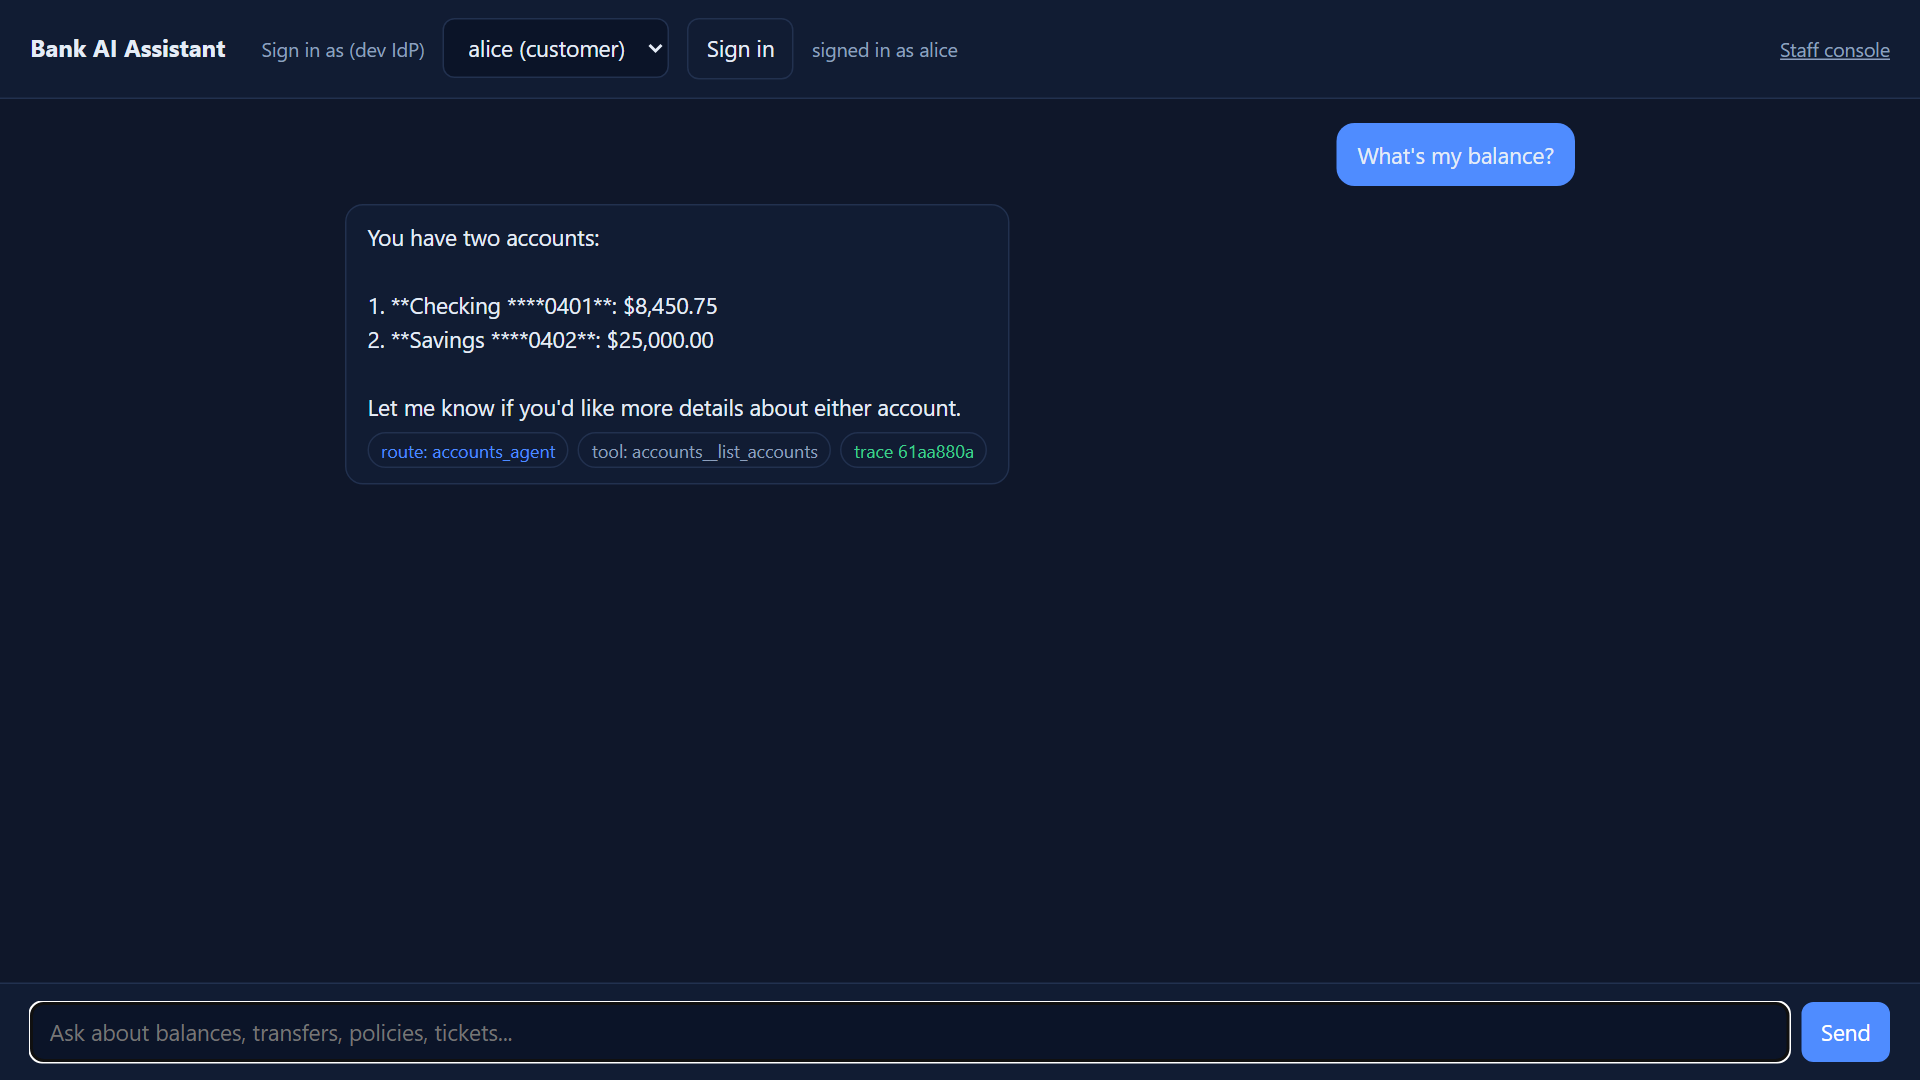 Bank AI Assistant
Sign in as (dev IdP)
alice (customer)
Sign in
signed in as alice
Staff console
What's my balance?
You have two accounts:
1. **Checking ****0401**: $8,450.75
2. **Savings ****0402**: $25,000.00
Let me know if you'd like more details about either account.
route: accounts_agent
tool: accounts__list_accounts
trace 61aa880a
Ask about balances, transfers, policies, tickets...
Send